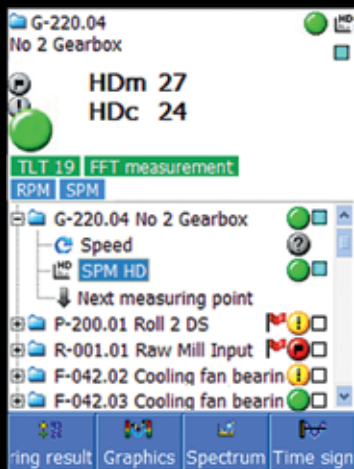 G-220.04
No 2 Gearbox
HDm 27
HDc 24
TLT 19 FFT measurement
RPM SPM
G-220.04 No 2 Gearbox
Speed
HD SPM HD
Next measuring point
P-200.01 Roll 2 DS
R-001.01 Raw Mill Input
F-042.02 Cooling fan bearin
F-042.03 Cooling fan bearin
ring result Graphics Spectrum Time sign